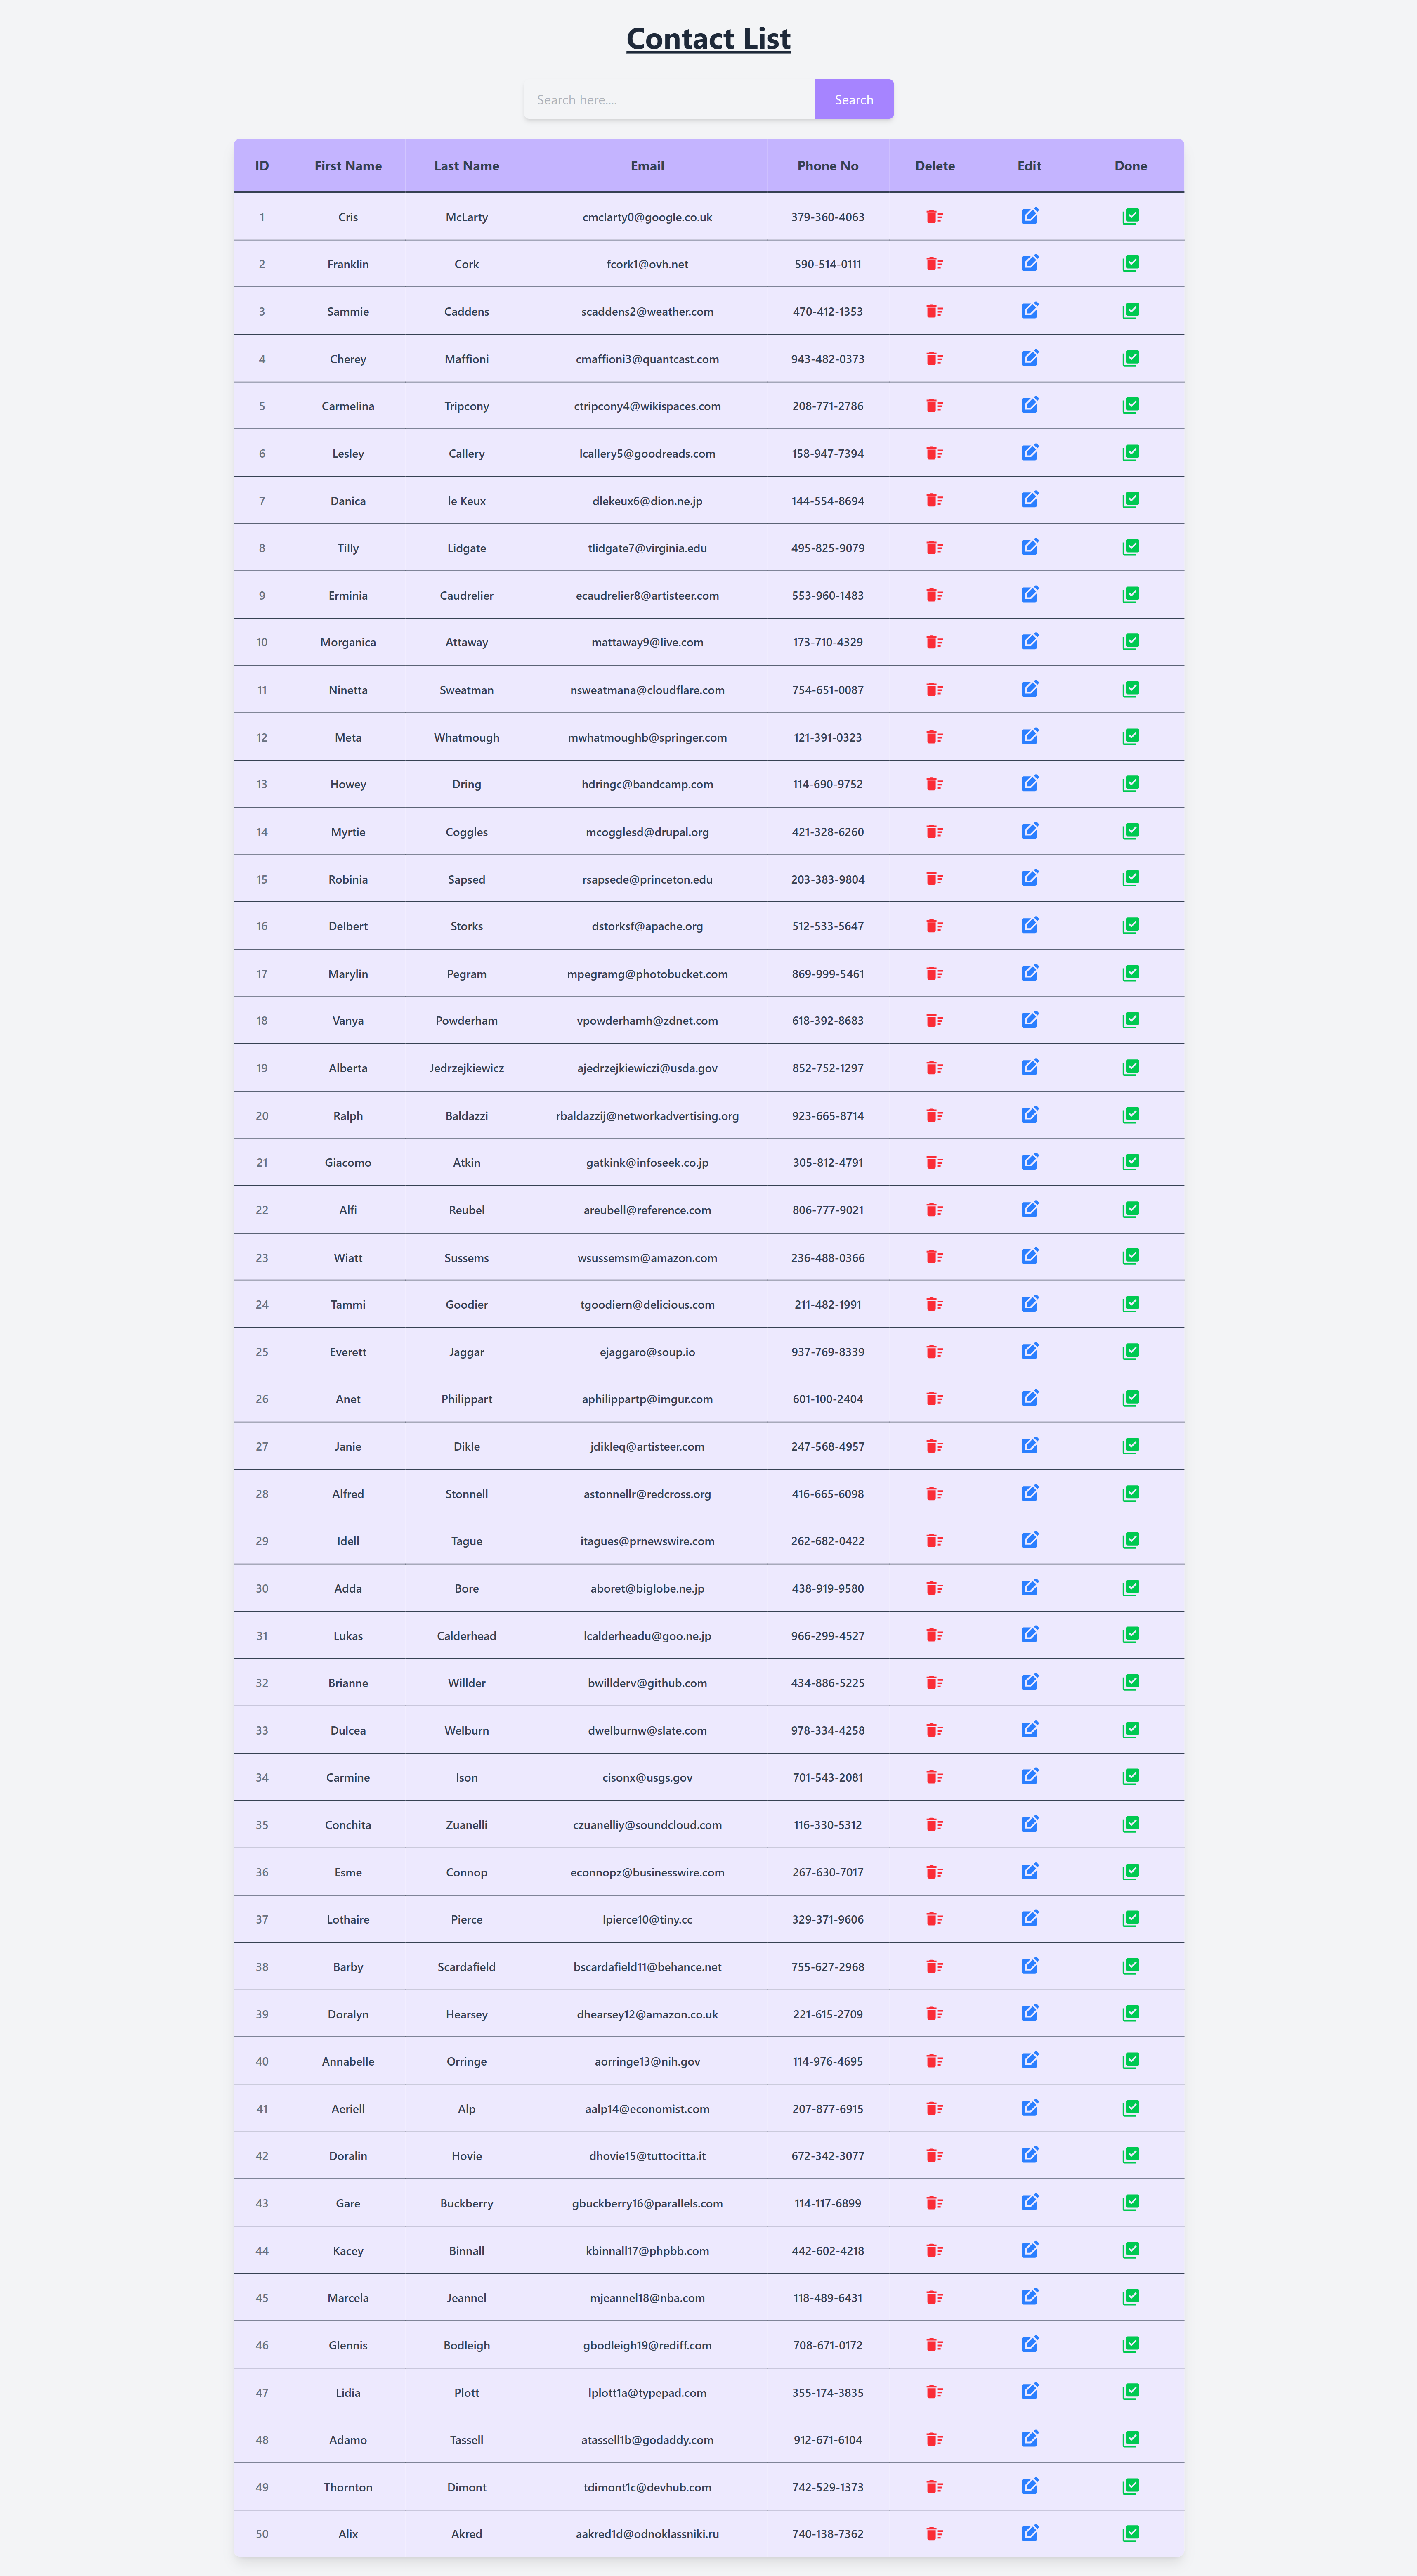 Contact List
Search here.... Search
ID First Name Last Name Email Phone No Delete Edit Done
1 Cris McLarty cmclarty0@google.co.uk 379-360-4063
2 Franklin Cork fcork1@ovh.net 590-514-0111
3 Sammie Caddens scaddens2@weather.com 470-412-1353
4 Cherey Maffioni cmaffioni3@quantcast.com 943-482-0373
5 Carmelina Tripcony ctripcony4@wikispaces.com 208-771-2786
6 Lesley Callery lcallery5@goodreads.com 158-947-7394
7 Danica le Keux dlekeux6@dion.ne.jp 144-554-8694
8 Tilly Lidgate tlidgate7@virginia.edu 495-825-9079
9 Erminia Caudrelier ecaudrelier8@artisteer.com 553-960-1483
10 Morganica Attaway mattaway9@live.com 173-710-4329
11 Ninetta Sweatman nsweatmana@cloudflare.com 754-651-0087
12 Meta Whatmough mwhatmoughb@springer.com 121-391-0323
13 Howey Dring hdringc@bandcamp.com 114-690-9752
14 Myrtie Coggles mcogglesd@drupal.org 421-328-6260
15 Robinia Sapsed rsapsede@princeton.edu 203-383-9804
16 Delbert Storks dstorksf@apache.org 512-533-5647
17 Marylin Pegram mpegramg@photobucket.com 869-999-5461
18 Vanya Powderham vpowderhamh@zdnet.com 618-392-8683
19 Alberta Jedrzejkiewicz ajedrzejkiewiczi@usda.gov 852-752-1297
20 Ralph Baldazzi rbaldazzij@networkadvertising.org 923-665-8714
21 Giacomo Atkin gatkink@infoseek.co.jp 305-812-4791
22 Alfi Reubel areubell@reference.com 806-777-9021
23 Wiatt Sussems wsussemsm@amazon.com 236-488-0366
24 Tammi Goodier tgoodiern@delicious.com 211-482-1991
25 Everett Jaggar ejaggaro@soup.io 937-769-8339
26 Anet Philippart aphilippartp@imgur.com 601-100-2404
27 Janie Dikle jdikleq@artisteer.com 247-568-4957
28 Alfred Stonnell astonnellr@redcross.org 416-665-6098
29 Idell Tague itagues@prnewswire.com 262-682-0422
30 Adda Bore aboret@biglobe.ne.jp 438-919-9580
31 Lukas Calderhead lcalderheadu@goo.ne.jp 966-299-4527
32 Brianne Willder bwillderv@github.com 434-886-5225
33 Dulcea Welburn dwelburnw@slate.com 978-334-4258
34 Carmine Ison cisonx@usgs.gov 701-543-2081
35 Conchita Zuanelli czuanelliy@soundcloud.com 116-330-5312
36 Esme Connop econnopz@businesswire.com 267-630-7017
37 Lothaire Pierce lpierce10@tiny.cc 329-371-9606
38 Barby Scardafield bscardafield11@behance.net 755-627-2968
39 Doralyn Hearsey dhearsey12@amazon.co.uk 221-615-2709
40 Annabelle Orringe aorringe13@nih.gov 114-976-4695
41 Aeriell Alp aalp14@economist.com 207-877-6915
42 Doralin Hovie dhovie15@tuttocitta.it 672-342-3077
43 Gare Buckberry gbuckberry16@parallels.com 114-117-6899
44 Kacey Binnall kbinnall17@phpbb.com 442-602-4218
45 Marcela Jeannel mjeannel18@nba.com 118-489-6431
46 Glennis Bodleigh gbodleigh19@rediff.com 708-671-0172
47 Lidia Plott lplott1a@typepad.com 355-174-3835
48 Adamo Tassell atassell1b@godaddy.com 912-671-6104
49 Thornton Dimont tdimont1c@devhub.com 742-529-1373
50 Alix Akred aakred1d@odnoklassniki.ru 740-138-7362